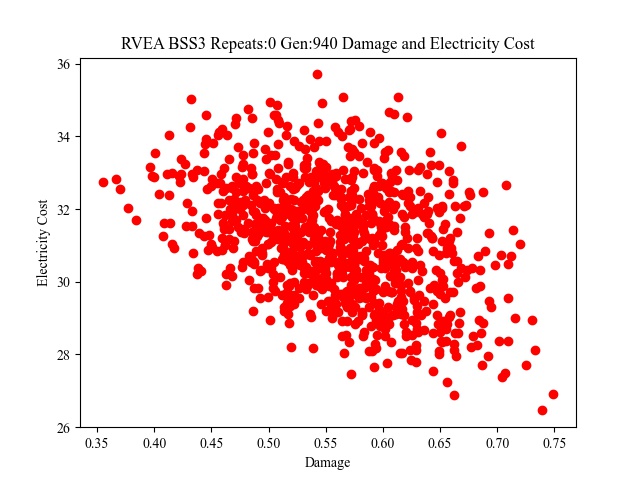 RVEA BSS3 Repeats:0 Gen:940 Damage and Electricity Cost
36
34
32
30
28
26
Electricity Cost
0.35 0.40 0.45 0.50 0.55 0.60 0.65 0.70 0.75
Damage